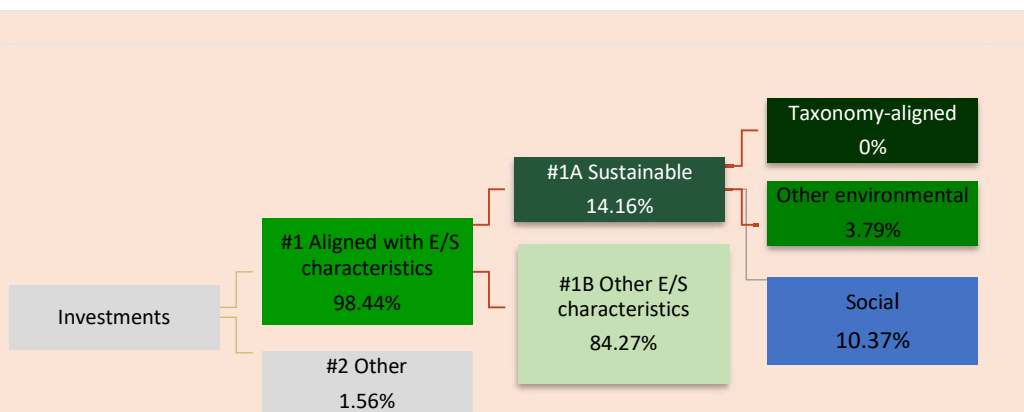 Investments
#1 Aligned with E/S
characteristics
98.44%
#2 Other
1.56%
#1A Sustainable
14.16%
#1B Other E/S
characteristics
84.27%
Taxonomy-aligned
0%
Other environmental
3.79%
Social
10.37%